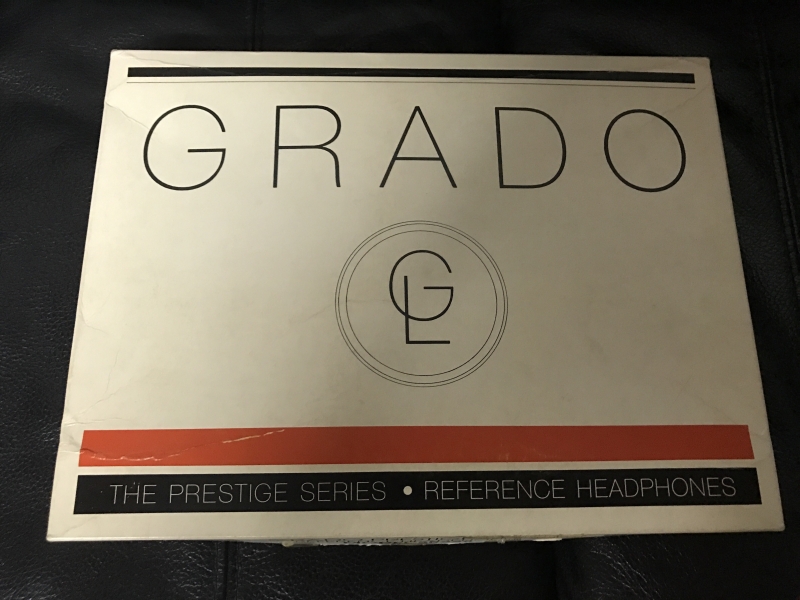 GRADO
GL
THE PRESTIGE SERIES • REFERENCE HEADPHONES